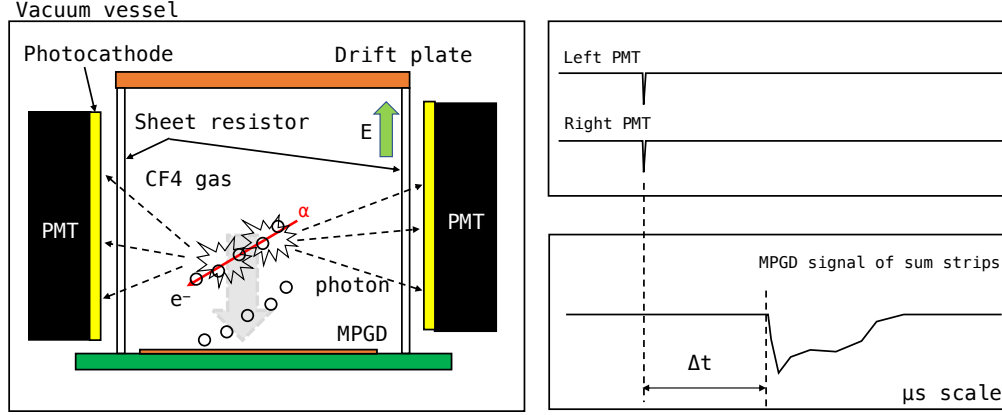 Vacuum vessel
Photocathode
Drift plate
Sheet resistor
E
CF4 gas
α
PMT
PMT
e⁻
photon
MPGD
Left PMT
Right PMT
MPGD signal of sum strips
Δt
μs scale